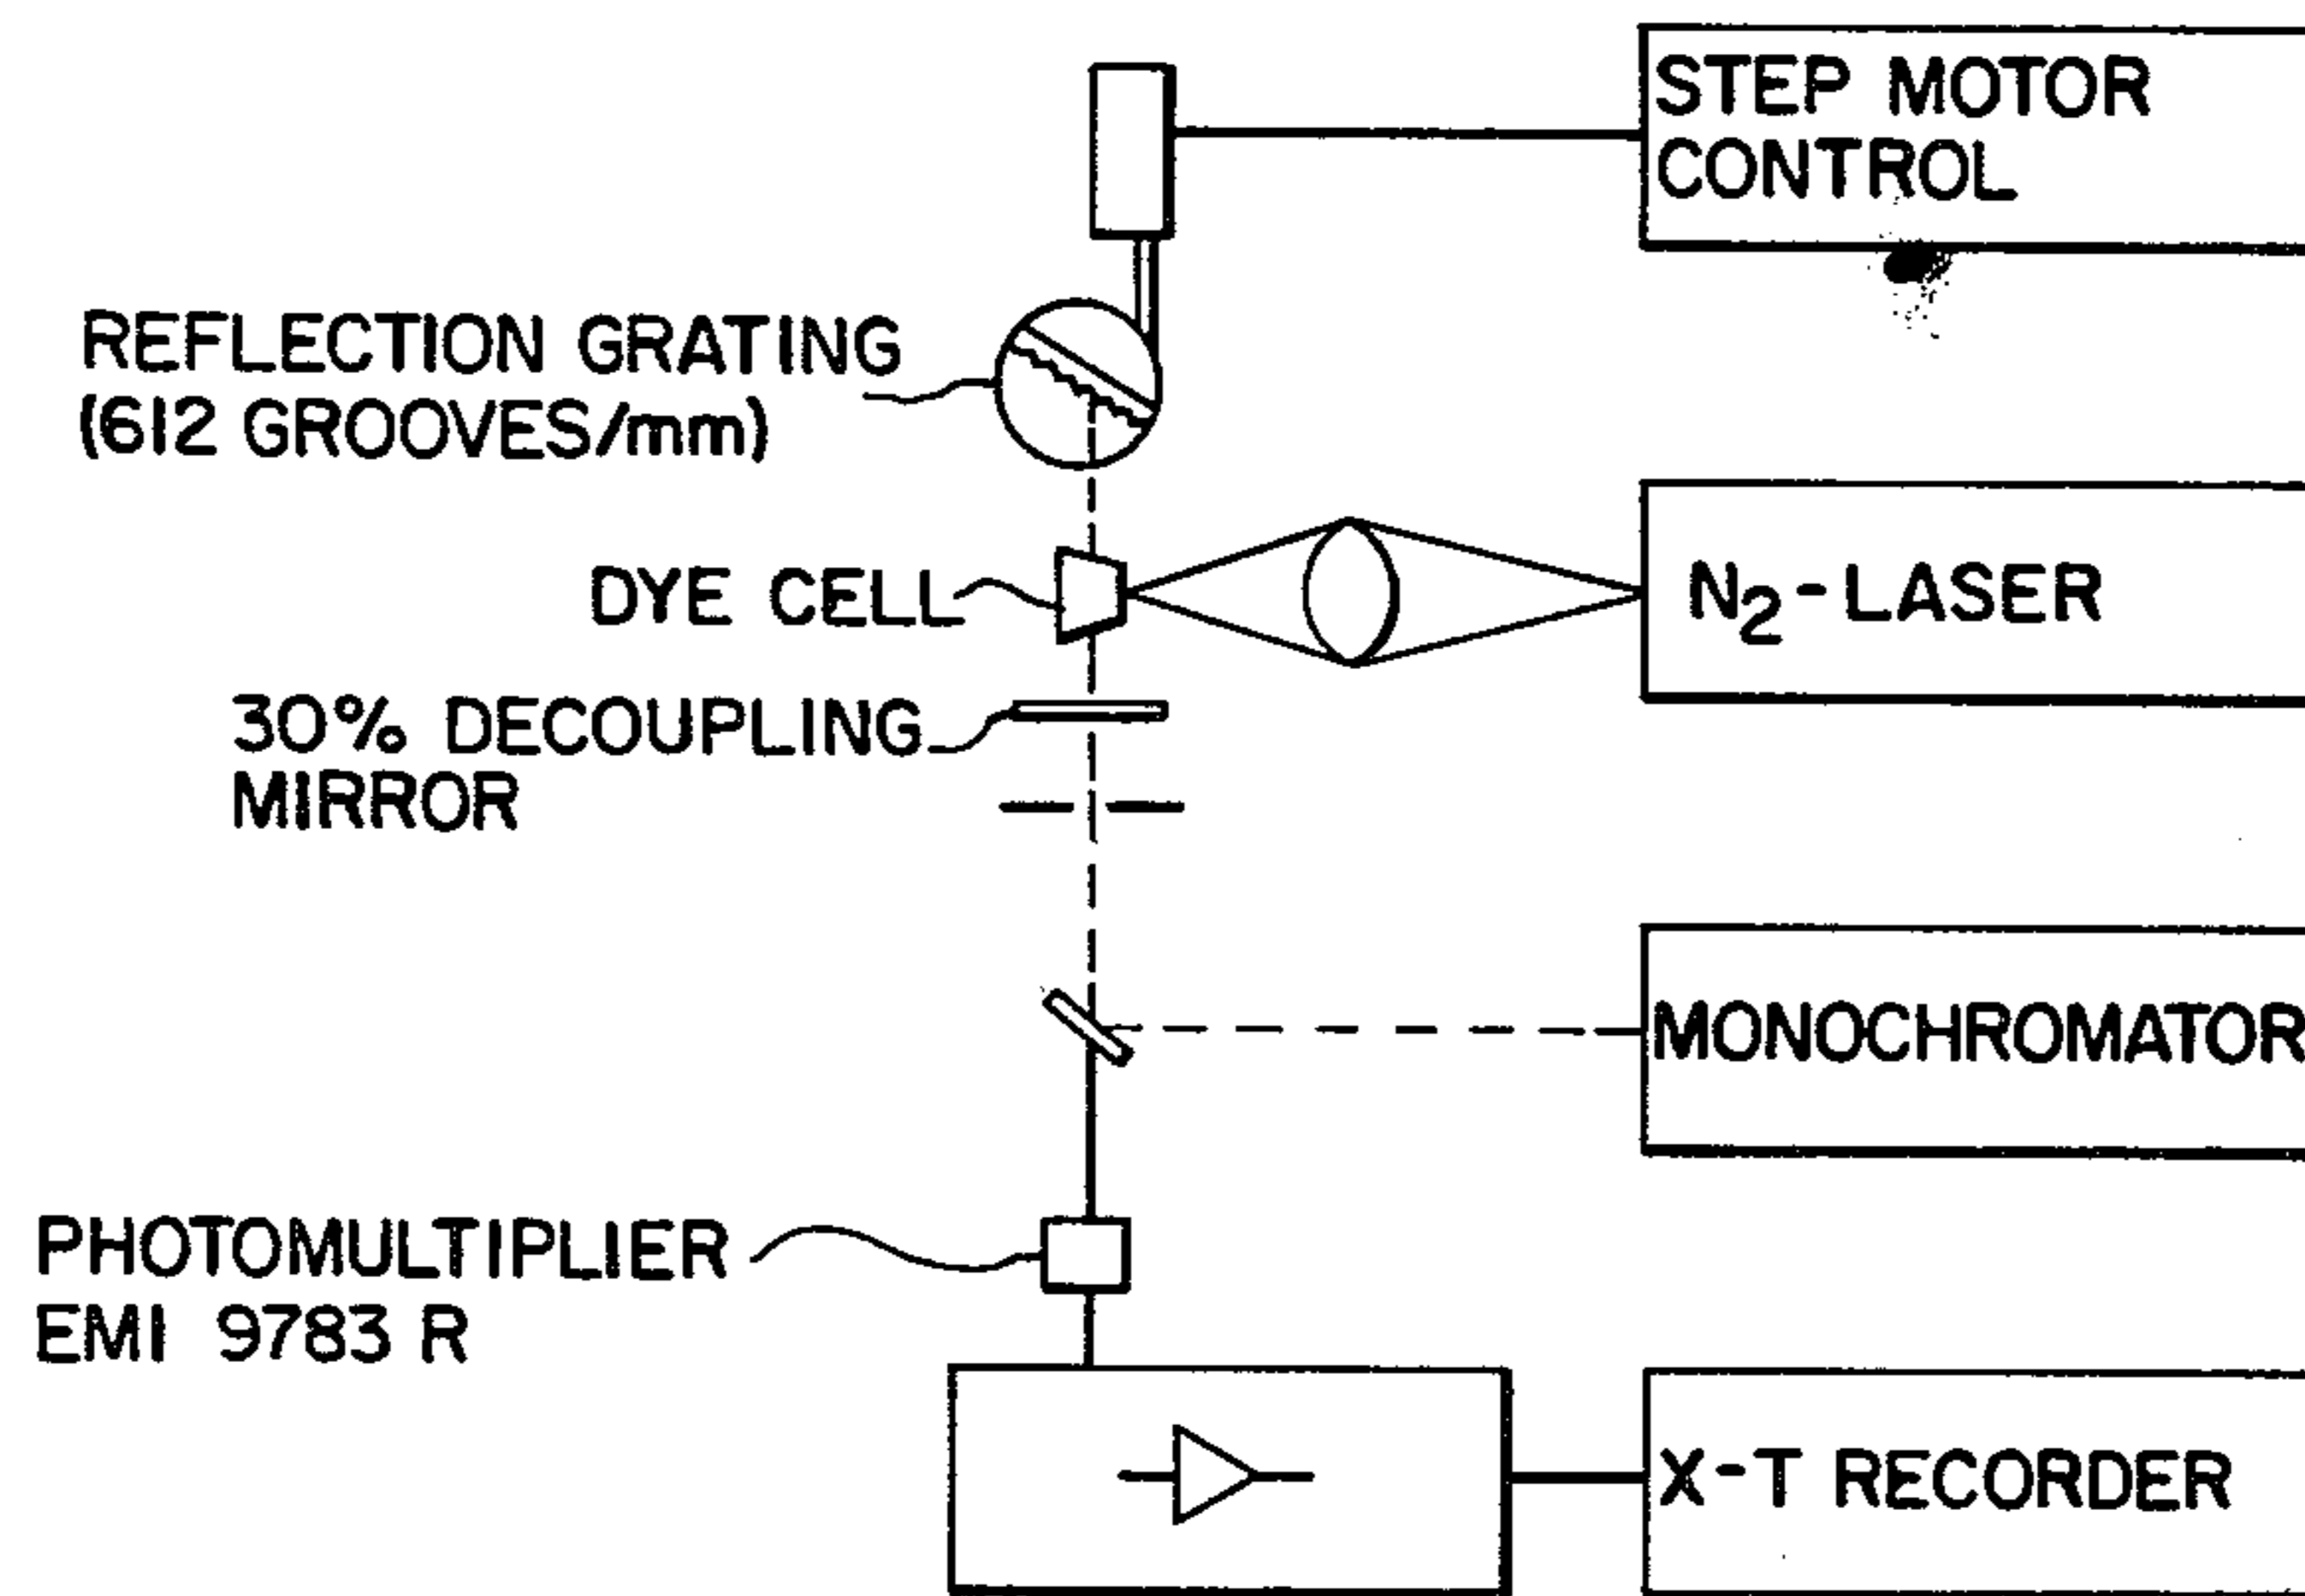 STEP MOTOR
CONTROL
REFLECTION GRATING
(612 GROOVES/mm)
N2-LASER
DYE CELL
30% DECOUPLING
MIRROR
MONOCHROMATOR
PHOTOMULTIPLIER
EMI 9783 R
X-T RECORDER